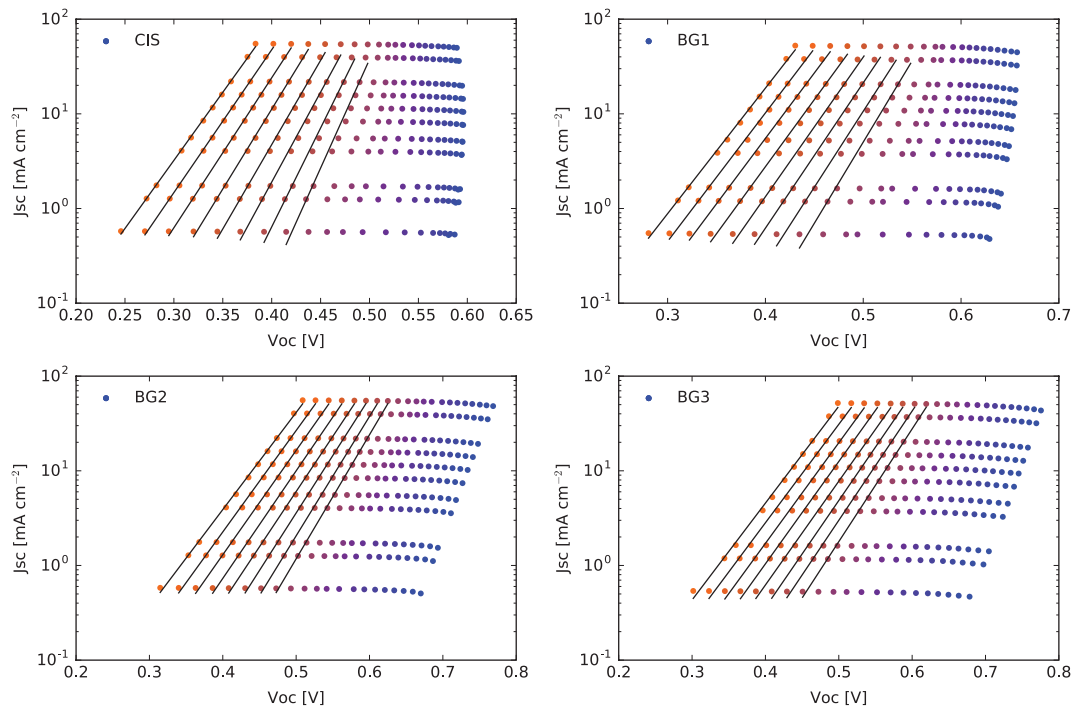 10²
CIS
10¹
10⁰
10⁻¹
Jsc [mA cm⁻²]
0.20 0.25 0.30 0.35 0.40 0.45 0.50 0.55 0.60 0.65
Voc [V]
10²
BG1
10¹
10⁰
10⁻¹
Jsc [mA cm⁻²]
0.3 0.4 0.5 0.6 0.7
Voc [V]
10²
BG2
10¹
10⁰
10⁻¹
Jsc [mA cm⁻²]
0.2 0.3 0.4 0.5 0.6 0.7 0.8
Voc [V]
10²
BG3
10¹
10⁰
10⁻¹
Jsc [mA cm⁻²]
0.2 0.3 0.4 0.5 0.6 0.7 0.8
Voc [V]